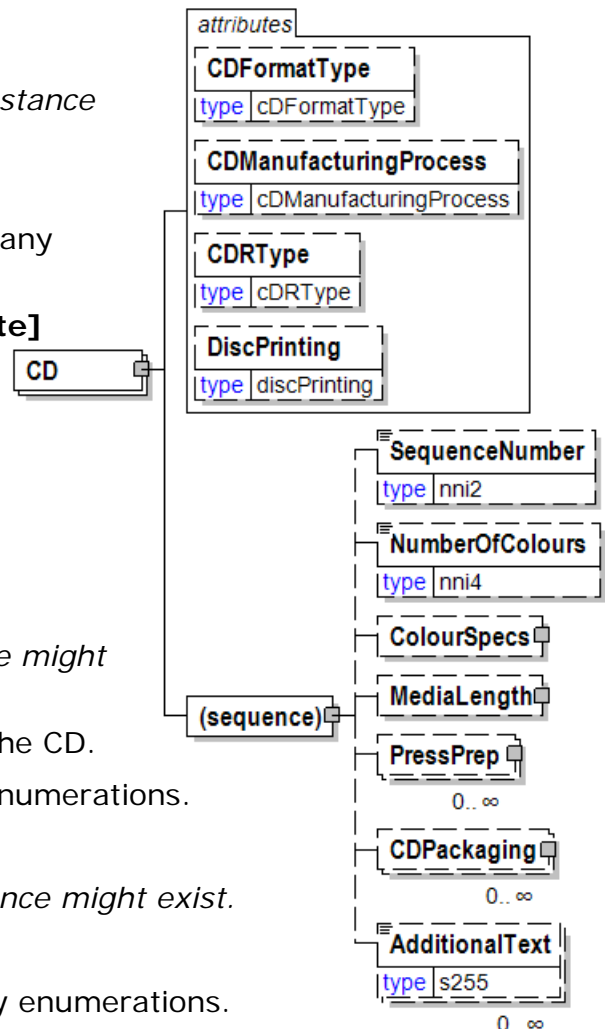 attributes
CDFormatType
type cDFormatType
stance
CDManufacturingProcess
type cDManufacturingProcess
any
CDRType
type cDRType
te]
DiscPrinting
type discPrinting
CD
SequenceNumber
type nni2
NumberOfColours
type nni4
ColourSpecs
e might
MediaLength
(sequence)
he CD.
PressPrep
0..∞
numerations.
CDPackaging
0..∞
nce might exist.
AdditionalText
type s255
y enumerations.
0..∞